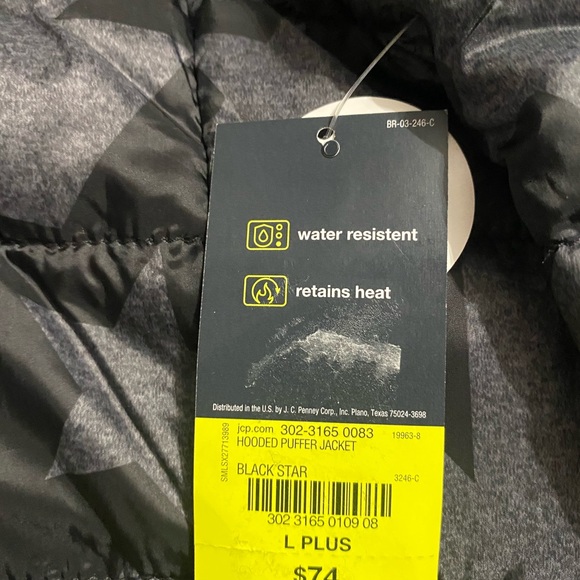 BR-03-246-C
water resistent
retains heat
Distributed in the U.S. by J. C. Penney Corp., Inc. Plano, Texas 75024-3698
jcp.com 302-3165 0083 19963-8
HOODED PUFFER JACKET
SMLSX27713989
BLACK STAR
3246-C
302 3165 0109 08
L PLUS
$74